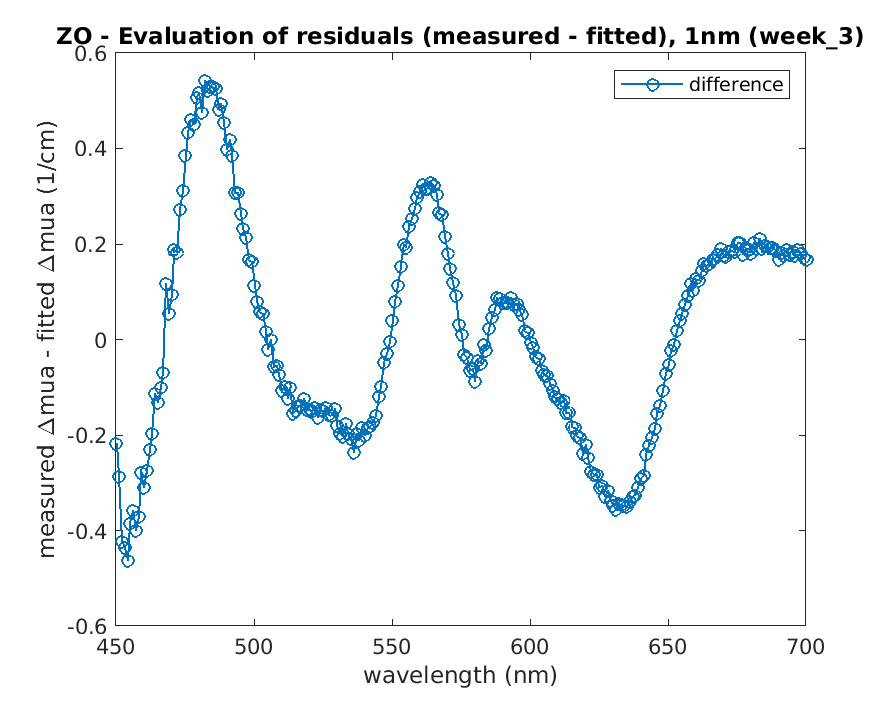 ZO - Evaluation of residuals (measured - fitted), 1nm (week_3)
difference
measured Δmua - fitted Δmua (1/cm)
0.6
0.4
0.2
0
-0.2
-0.4
-0.6
450 500 550 600 650 700
wavelength (nm)